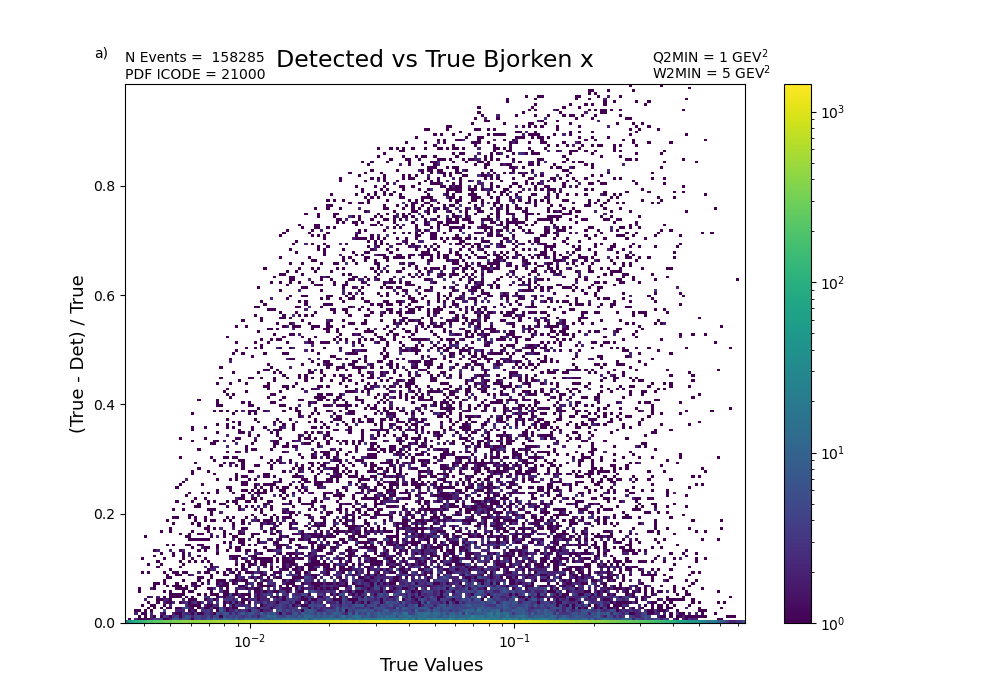 a)
N Events =  158285
PDF ICODE = 21000
Detected vs True Bjorken x
Q2MIN = 1 GEV²
W2MIN = 5 GEV²
(True - Det) / True
0.8
0.6
0.4
0.2
0.0
10⁻²
10⁻¹
True Values
10³
10²
10¹
10⁰